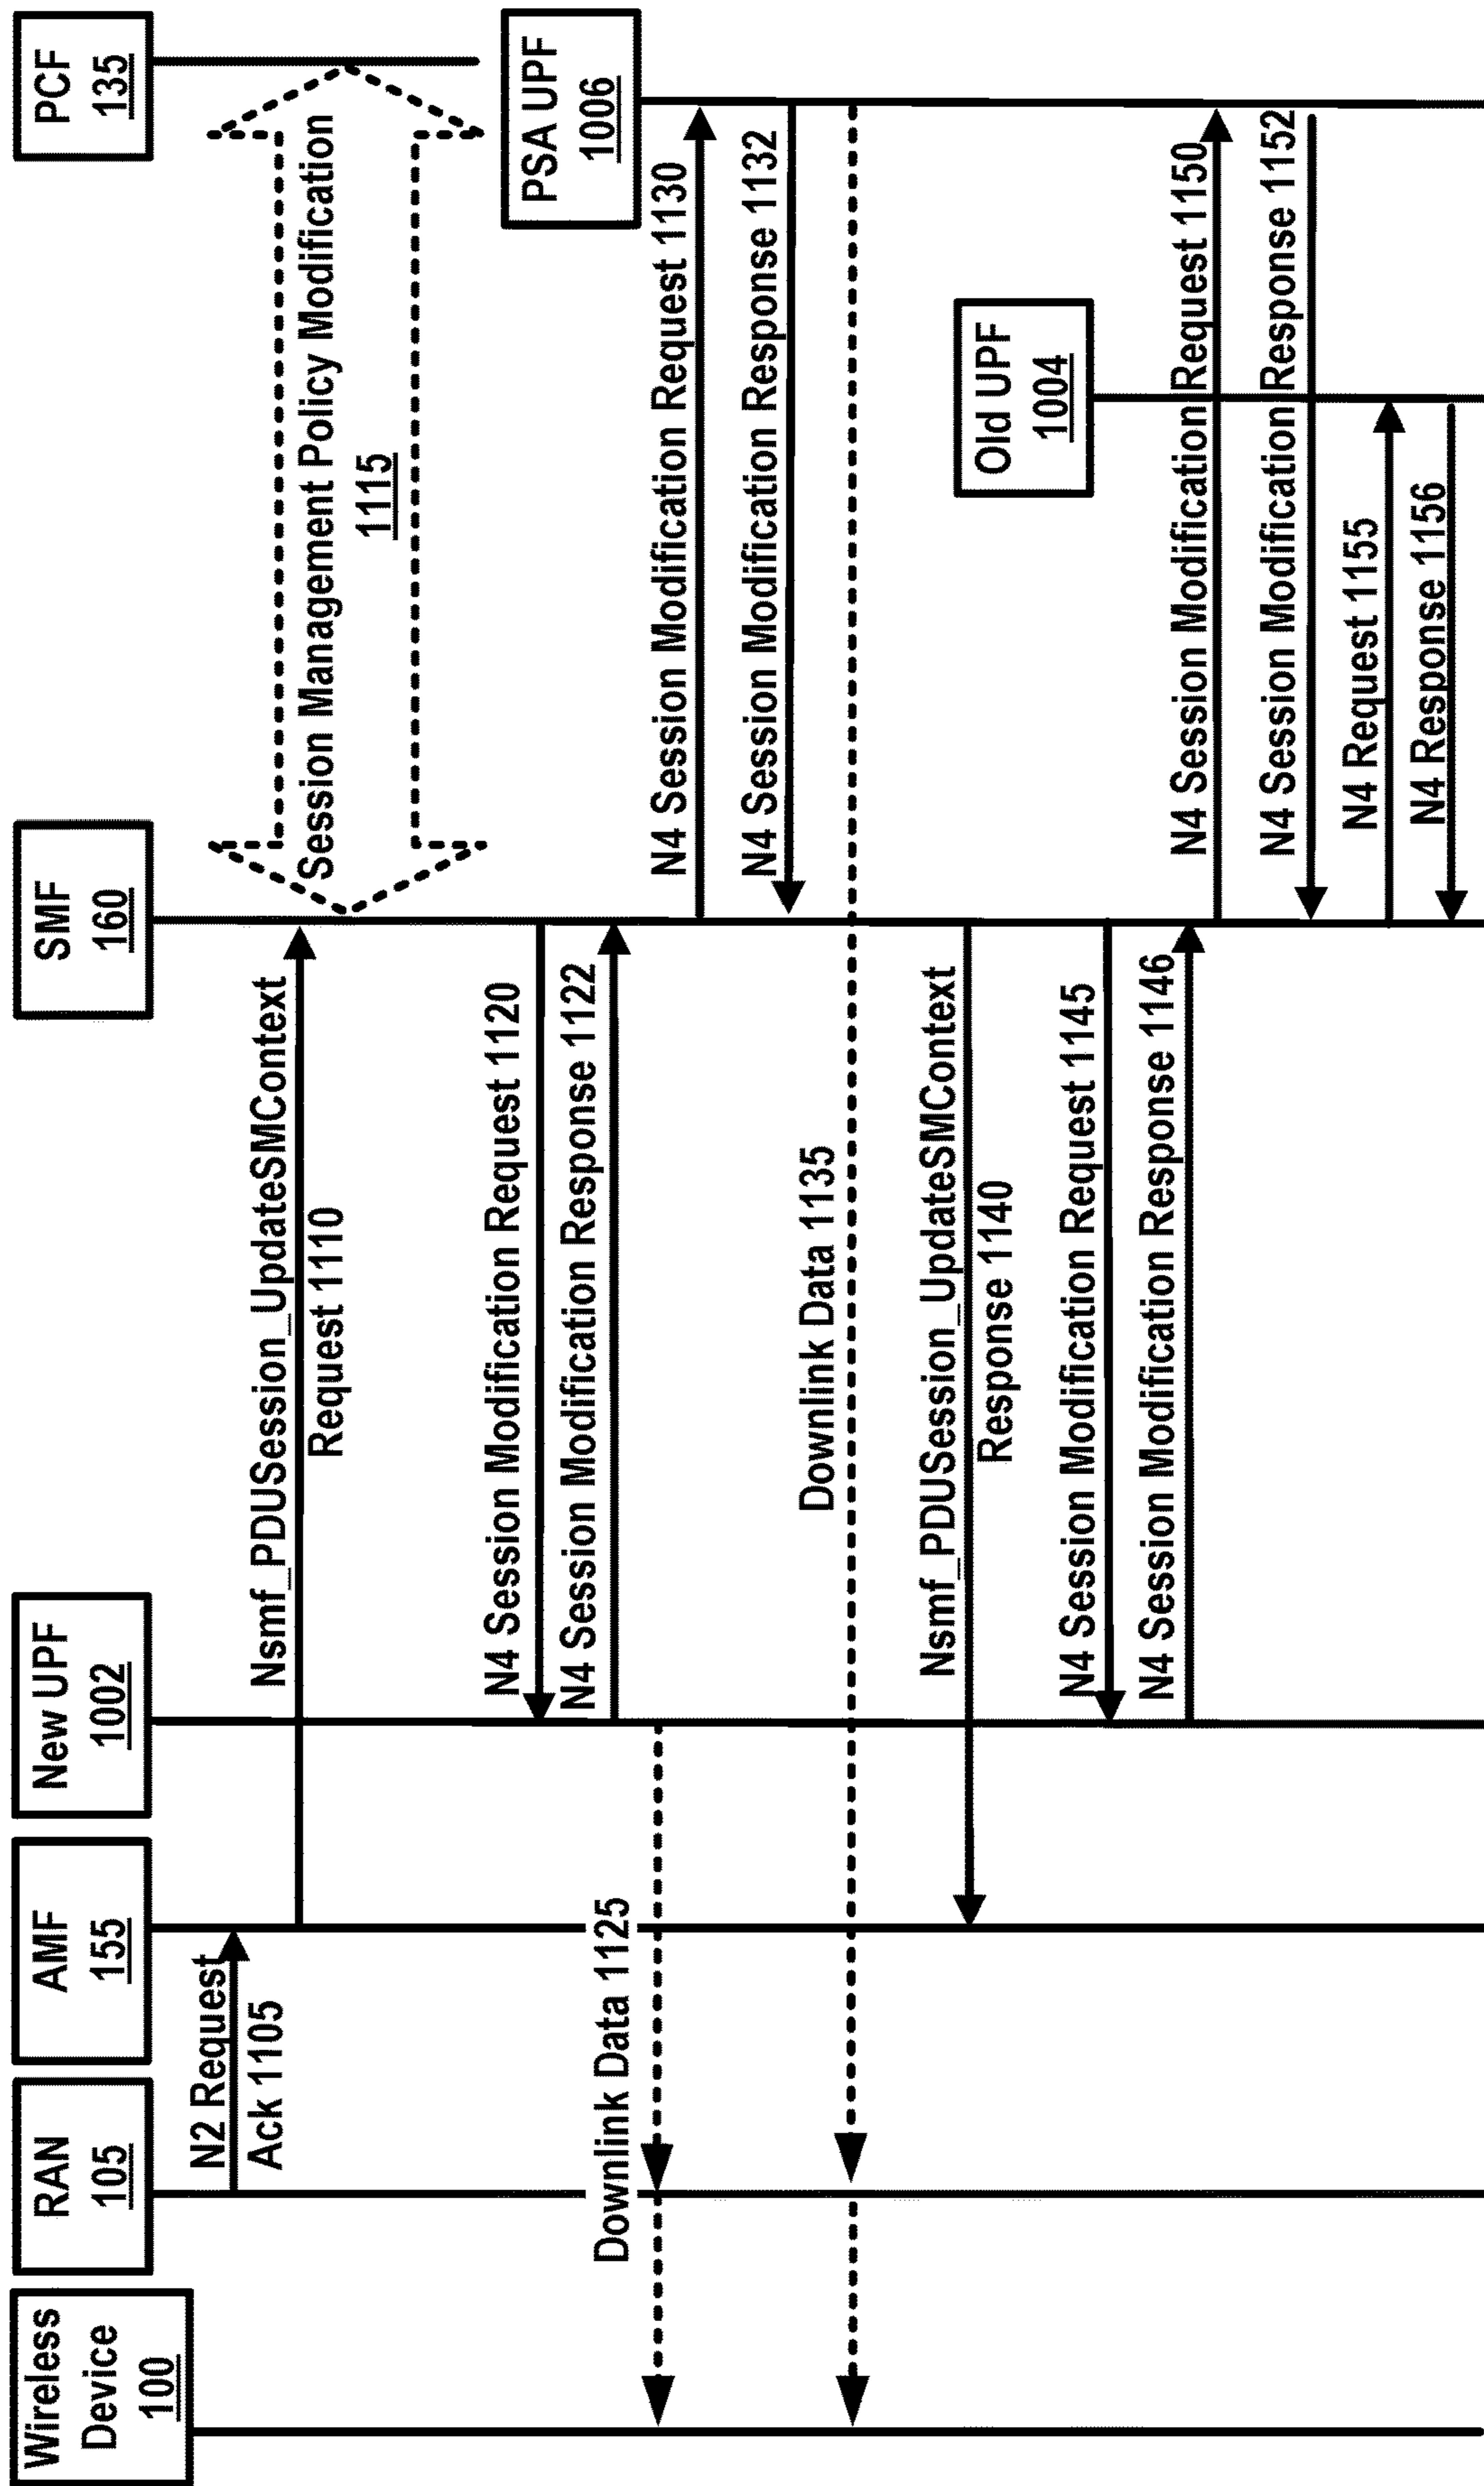 Wireless
Device
100
RAN
105
AMF
155
New UPF
1002
SMF
160
PCF
135
N2 Request
Ack 1105
Nsmf_PDUSession_UpdateSMContext
Request 1110
Session Management Policy Modification
1115
N4 Session Modification Request 1120
N4 Session Modification Response 1122
Downlink Data 1125
PSA UPF
1006
N4 Session Modification Request 1130
N4 Session Modification Response 1132
Downlink Data 1135
Nsmf_PDUSession_UpdateSMContext
Response 1140
Old UPF
1004
N4 Session Modification Request 1145
N4 Session Modification Response 1146
N4 Session Modification Request 1150
N4 Session Modification Response 1152
N4 Request 1155
N4 Response 1156